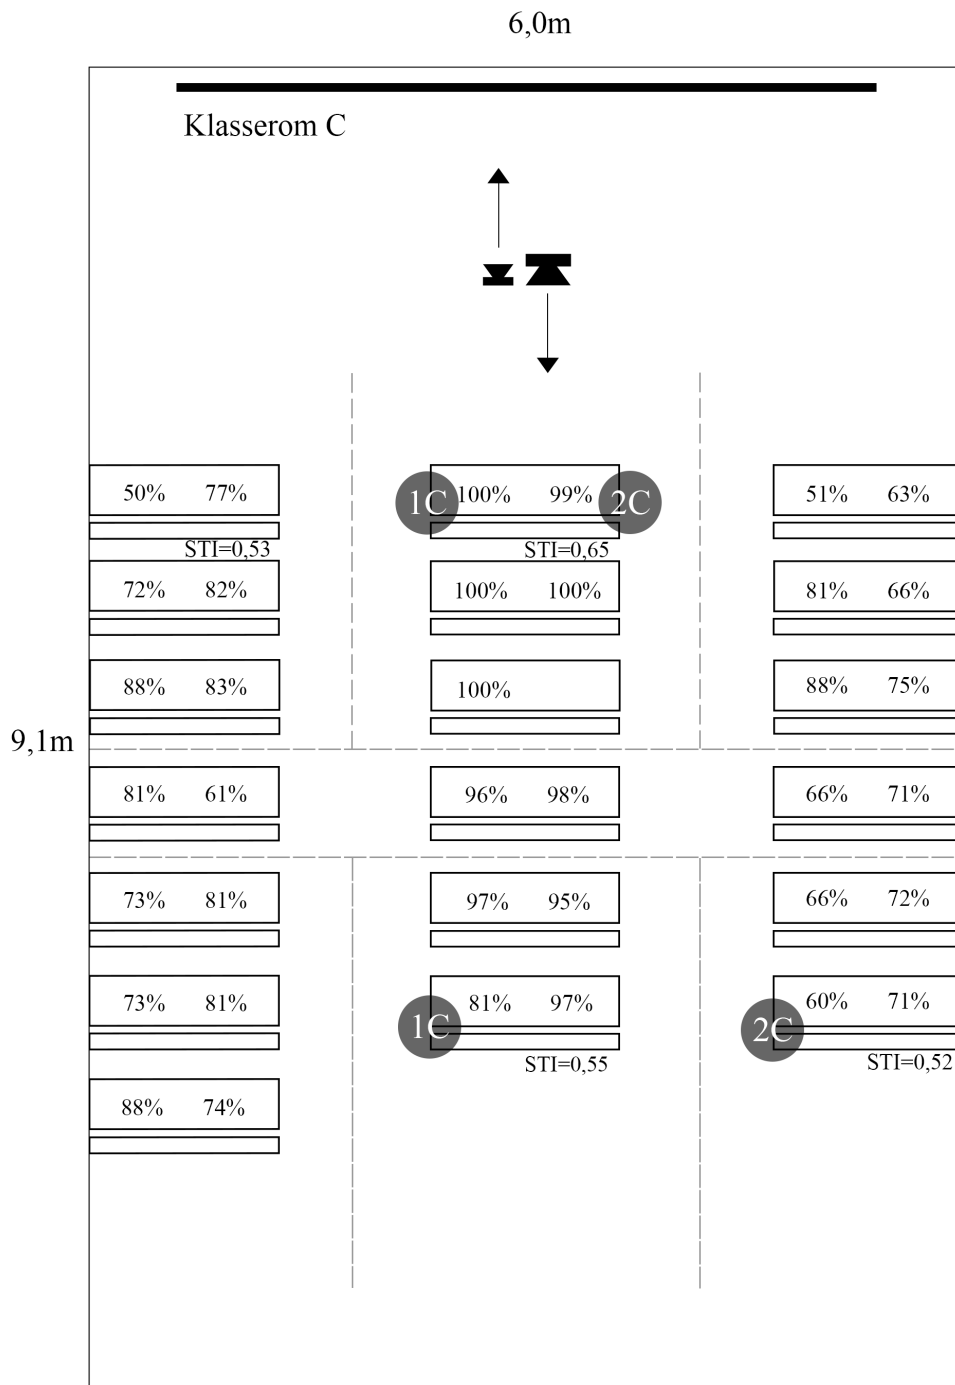 6,0m
Klasserom C
50% 77% 1C 100% 99% 2C 51% 63%
STI=0,53 STI=0,65
72% 82% 100% 100% 81% 66%
88% 83% 100% 88% 75%
9,1m
81% 61% 96% 98% 66% 71%
73% 81% 97% 95% 66% 72%
73% 81% 1C 81% 97% 2C 60% 71%
STI=0,55 STI=0,52
88% 74%